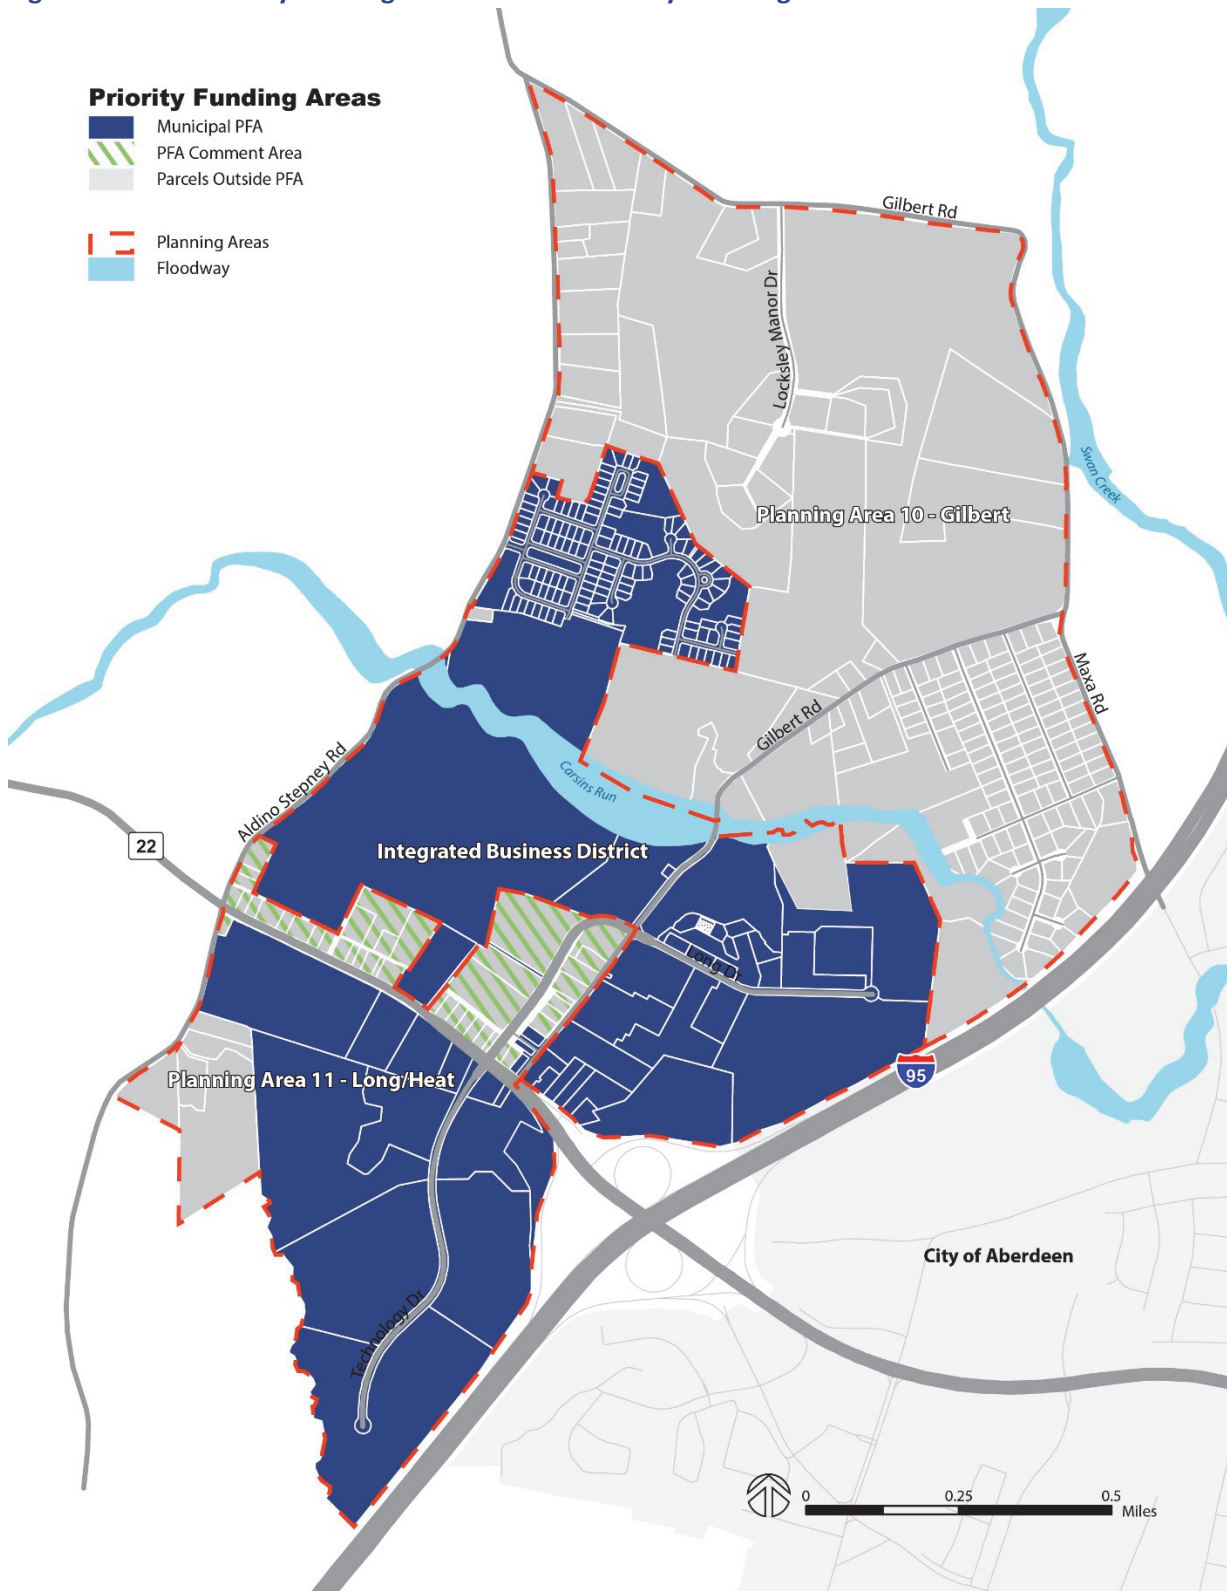 Priority Funding Areas
Municipal PFA
PFA Comment Area
Parcels Outside PFA
Planning Areas
Floodway
Gilbert Rd
Locksley Manor Dr
Swan Creek
Planning Area 10 - Gilbert
Maxa Rd
Gilbert Rd
Aldino Stepney Rd
Carsins Run
22
Integrated Business District
Long Dr
Planning Area 11 - Long/Heat
95
City of Aberdeen
Technology Dr
0 0.25 0.5
Miles